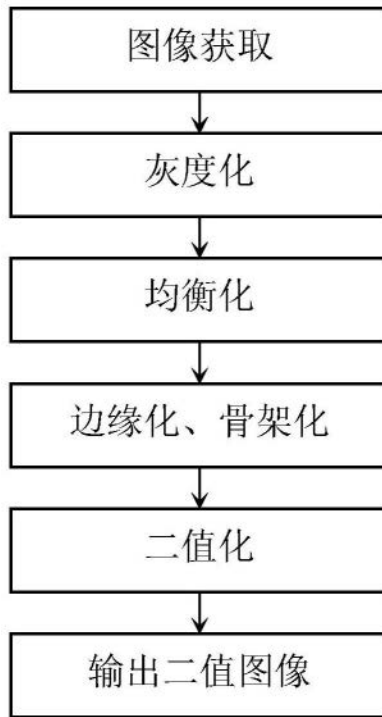 图像获取
灰度化
均衡化
边缘化、骨架化
二值化
输出二值图像